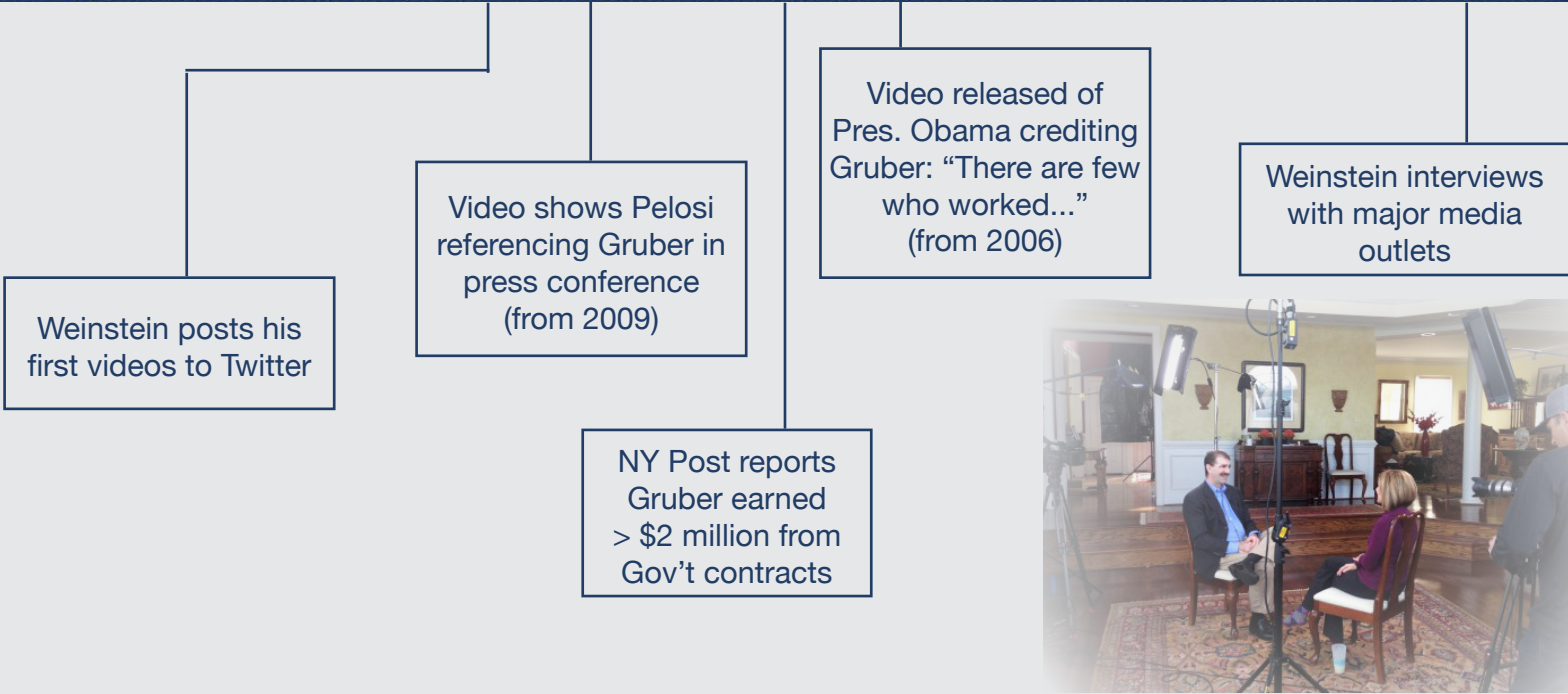 Weinstein posts his
first videos to Twitter
Video shows Pelosi
referencing Gruber in
press conference
(from 2009)
NY Post reports
Gruber earned
> $2 million from
Gov't contracts
Video released of
Pres. Obama crediting
Gruber: “There are few
who worked...”
(from 2006)
Weinstein interviews
with major media
outlets